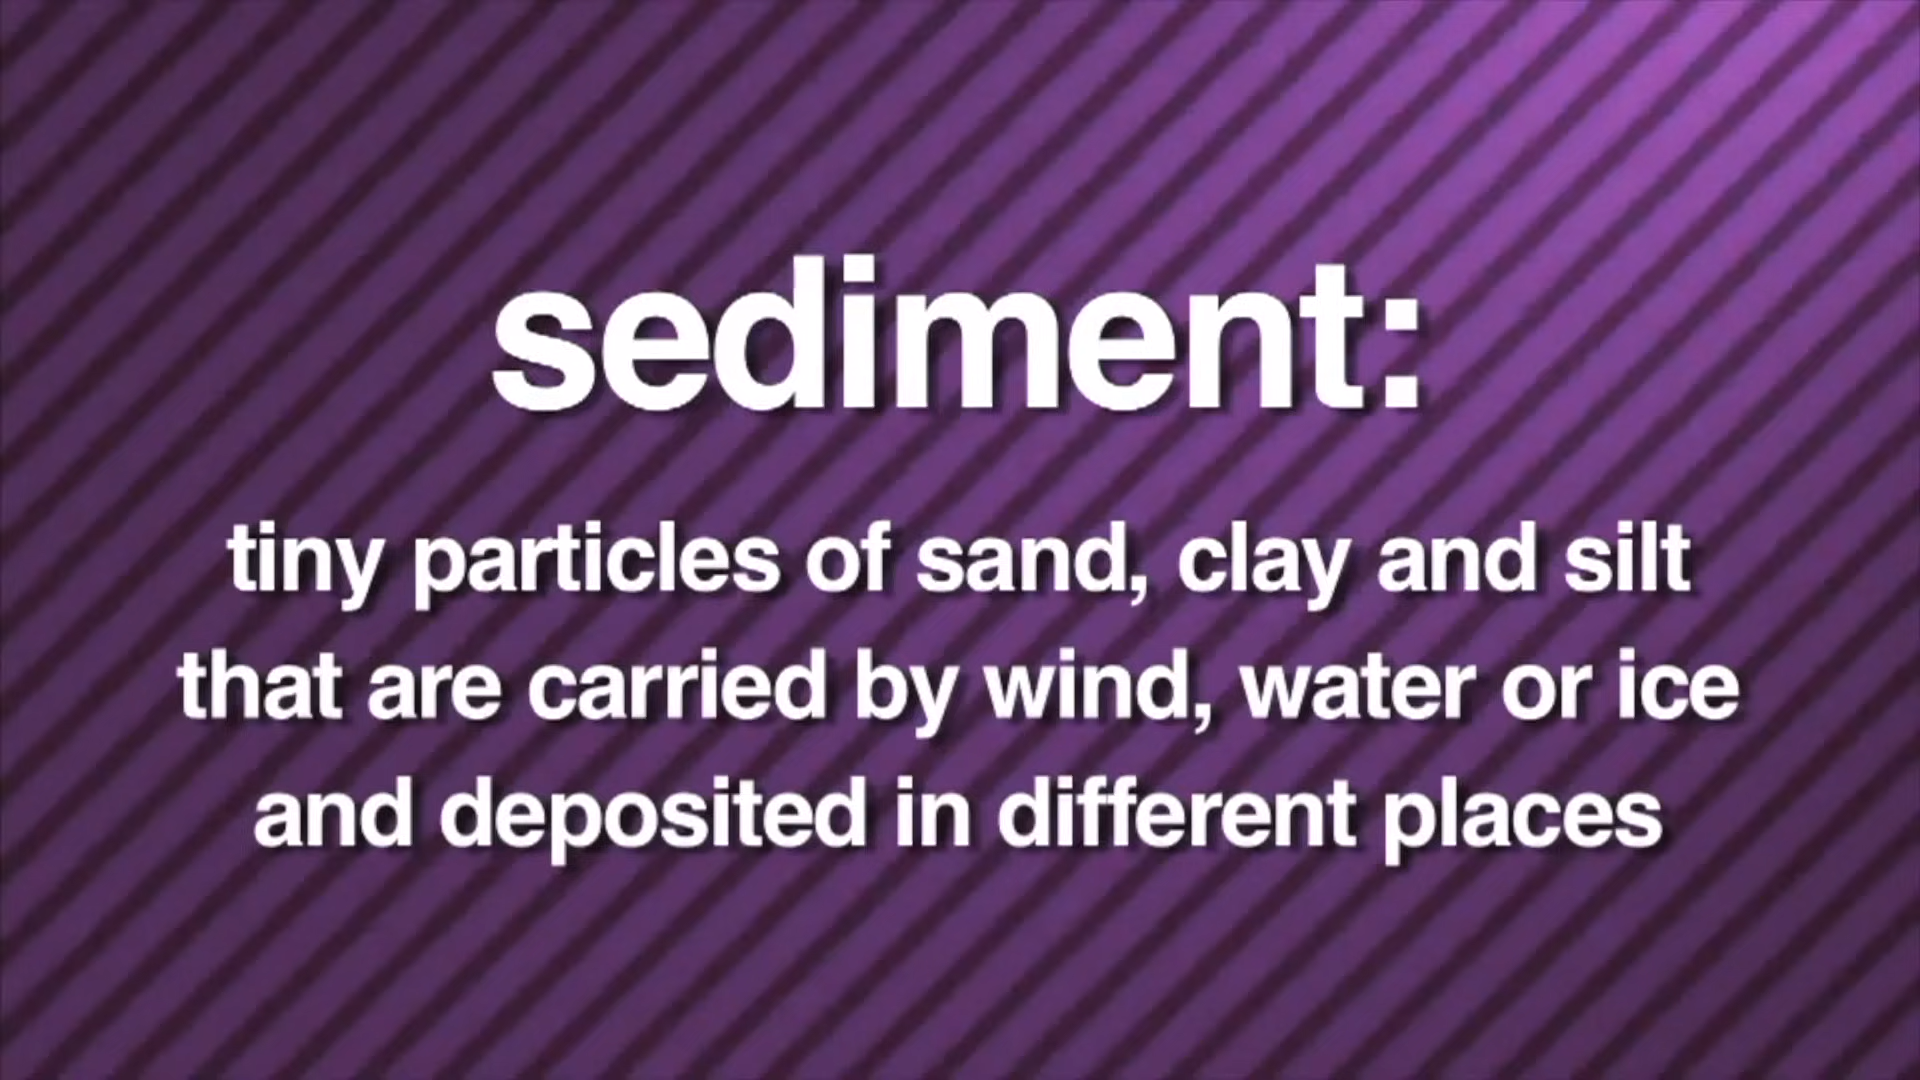 sediment:
tiny particles of sand, clay and silt
that are carried by wind, water or ice
and deposited in different places